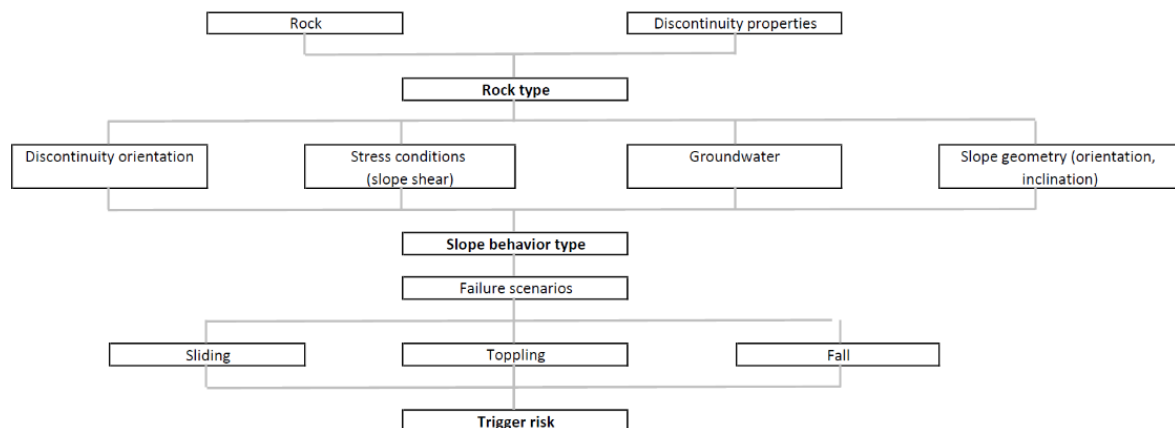 Rock
Discontinuity properties
Rock type
Discontinuity orientation
Stress conditions
(slope shear)
Groundwater
Slope geometry (orientation,
inclination)
Slope behavior type
Failure scenarios
Sliding
Toppling
Fall
Trigger risk